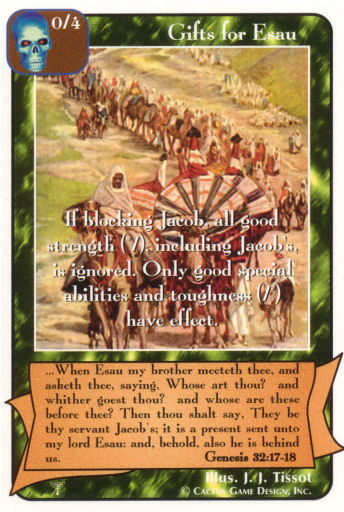 0/4
Gifts for Esau
If blocking Jacob, all good
strength ( /), including Jacob's,
is ignored. Only good special
abilities and toughness (/ )
have effect.
...When Esau my brother meeteth thee, and
asketh thee, saying, Whose art thou? and
whither goest thou? and whose are these
before thee? Then thou shalt say, They be
thy servant Jacob's; it is a present sent unto
my lord Esau: and, behold, also he is behind
us. Genesis 32:17-18
Illus. J. J. Tissot
© Cactus Game Design, Inc.